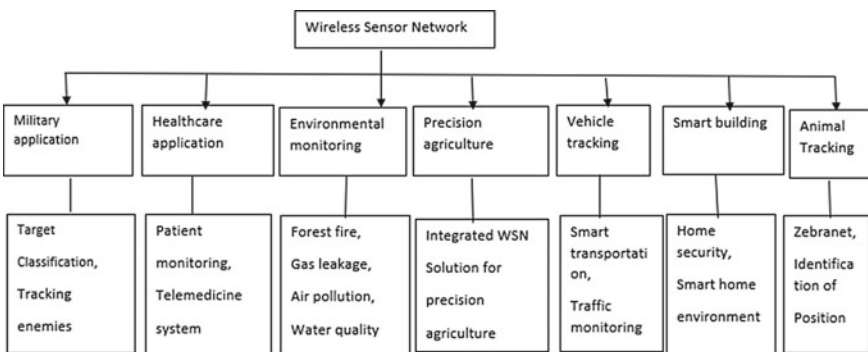 Wireless Sensor Network
Military
application
Healthcare
application
Environmental
monitoring
Precision
agriculture
Vehicle
tracking
Smart building
Animal
Tracking
Target
Classification,
Tracking
enemies
Patient
monitoring,
Telemedicine
system
Forest fire,
Gas leakage,
Air pollution,
Water quality
Integrated WSN
Solution for
precision
agriculture
Smart
transportati
on,
Traffic
monitoring
Home
security,
Smart home
environment
Zebranet,
Identifica
tion of
Position